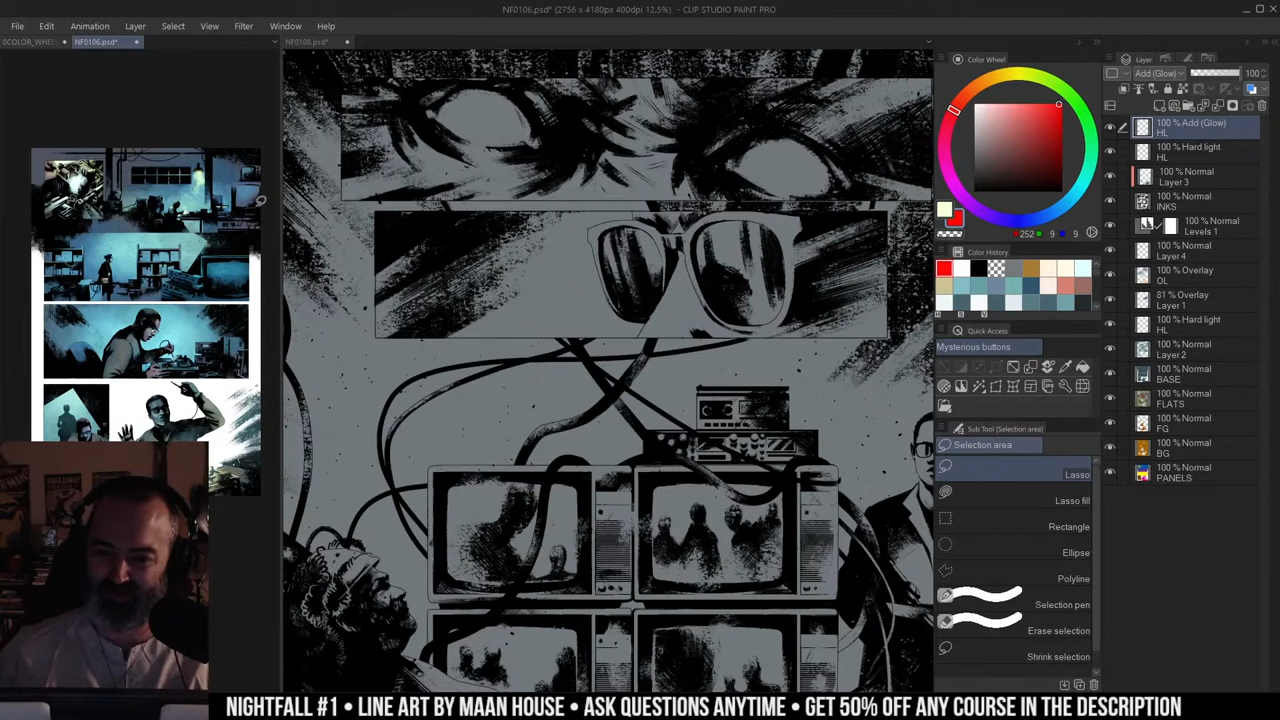 NF0106.psd* (2756 x 4180px 400dpi 12.5%) - CLIP STUDIO PAINT PRO
File Edit Animation Layer Select View Filter Window Help
0COLOR_WHE NF0106.psd* NF0108.psd*
Color Wheel
252 9 9
H S V
Color History
Quick Access
Mysterious buttons
Sub Tool [Selection area]
Selection area
Lasso
Lasso fill
Rectangle
Ellipse
Polyline
Selection pen
Erase selection
Shrink selection
Layer
Add (Glow) 100
100 % Add (Glow)
HL
100 % Hard light
HL
100 % Normal
Layer 3
100 % Normal
INKS
100 % Normal
Levels 1
100 % Normal
Layer 4
100 % Overlay
OL
81 % Overlay
Layer 1
100 % Hard light
HL
100 % Normal
Layer 2
100 % Normal
BASE
100 % Normal
FLATS
100 % Normal
FG
100 % Normal
BG
100 % Normal
PANELS
NIGHTFALL #1 • LINE ART BY MAAN HOUSE • ASK QUESTIONS ANYTIME • GET 50% OFF ANY COURSE IN THE DESCRIPTION